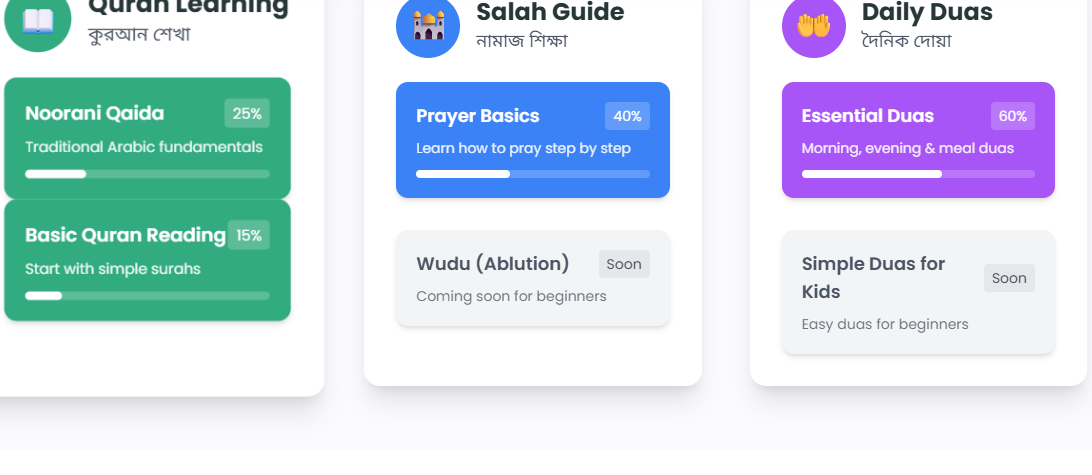 Quran Learning
কুরআন শেখা
Noorani Qaida
25%
Traditional Arabic fundamentals
Basic Quran Reading
15%
Start with simple surahs
Salah Guide
নামাজ শিক্ষা
Prayer Basics
40%
Learn how to pray step by step
Wudu (Ablution)
Soon
Coming soon for beginners
Daily Duas
দৈনিক দোয়া
Essential Duas
60%
Morning, evening & meal duas
Simple Duas for
Kids
Soon
Easy duas for beginners